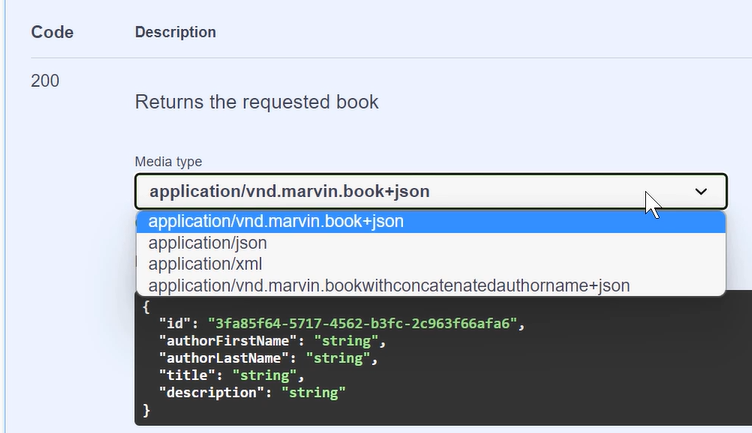 Code Description
200
Returns the requested book
Media type
application/vnd.marvin.book+json
application/vnd.marvin.book+json
application/json
application/xml
application/vnd.marvin.bookwithconcatenatedauthorname+json
{
"id": "3fa85f64-5717-4562-b3fc-2c963f66afa6",
"authorFirstName": "string",
"authorLastName": "string",
"title": "string",
"description": "string"
}